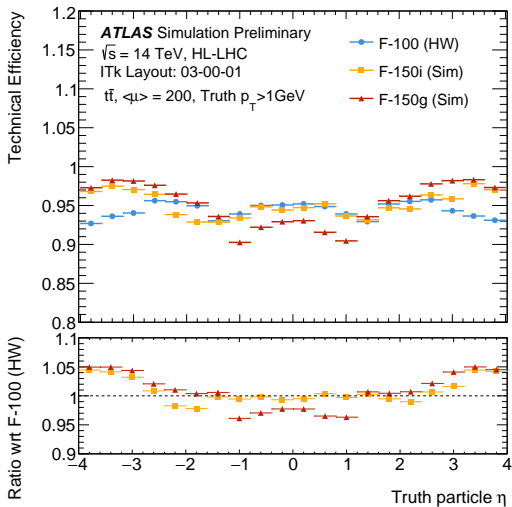 ATLAS Simulation Preliminary
√s = 14 TeV, HL-LHC
ITk Layout: 03-00-01
tt̄, <μ> = 200, Truth p_T>1GeV
F-100 (HW)
F-150i (Sim)
F-150g (Sim)
Technical Efficiency
1.2
1.15
1.1
1.05
1
0.95
0.9
0.85
0.8
Ratio wrt F-100 (HW)
1.1
1.05
1.00
0.95
0.9
−4 −3 −2 −1 0 1 2 3 4
Truth particle η